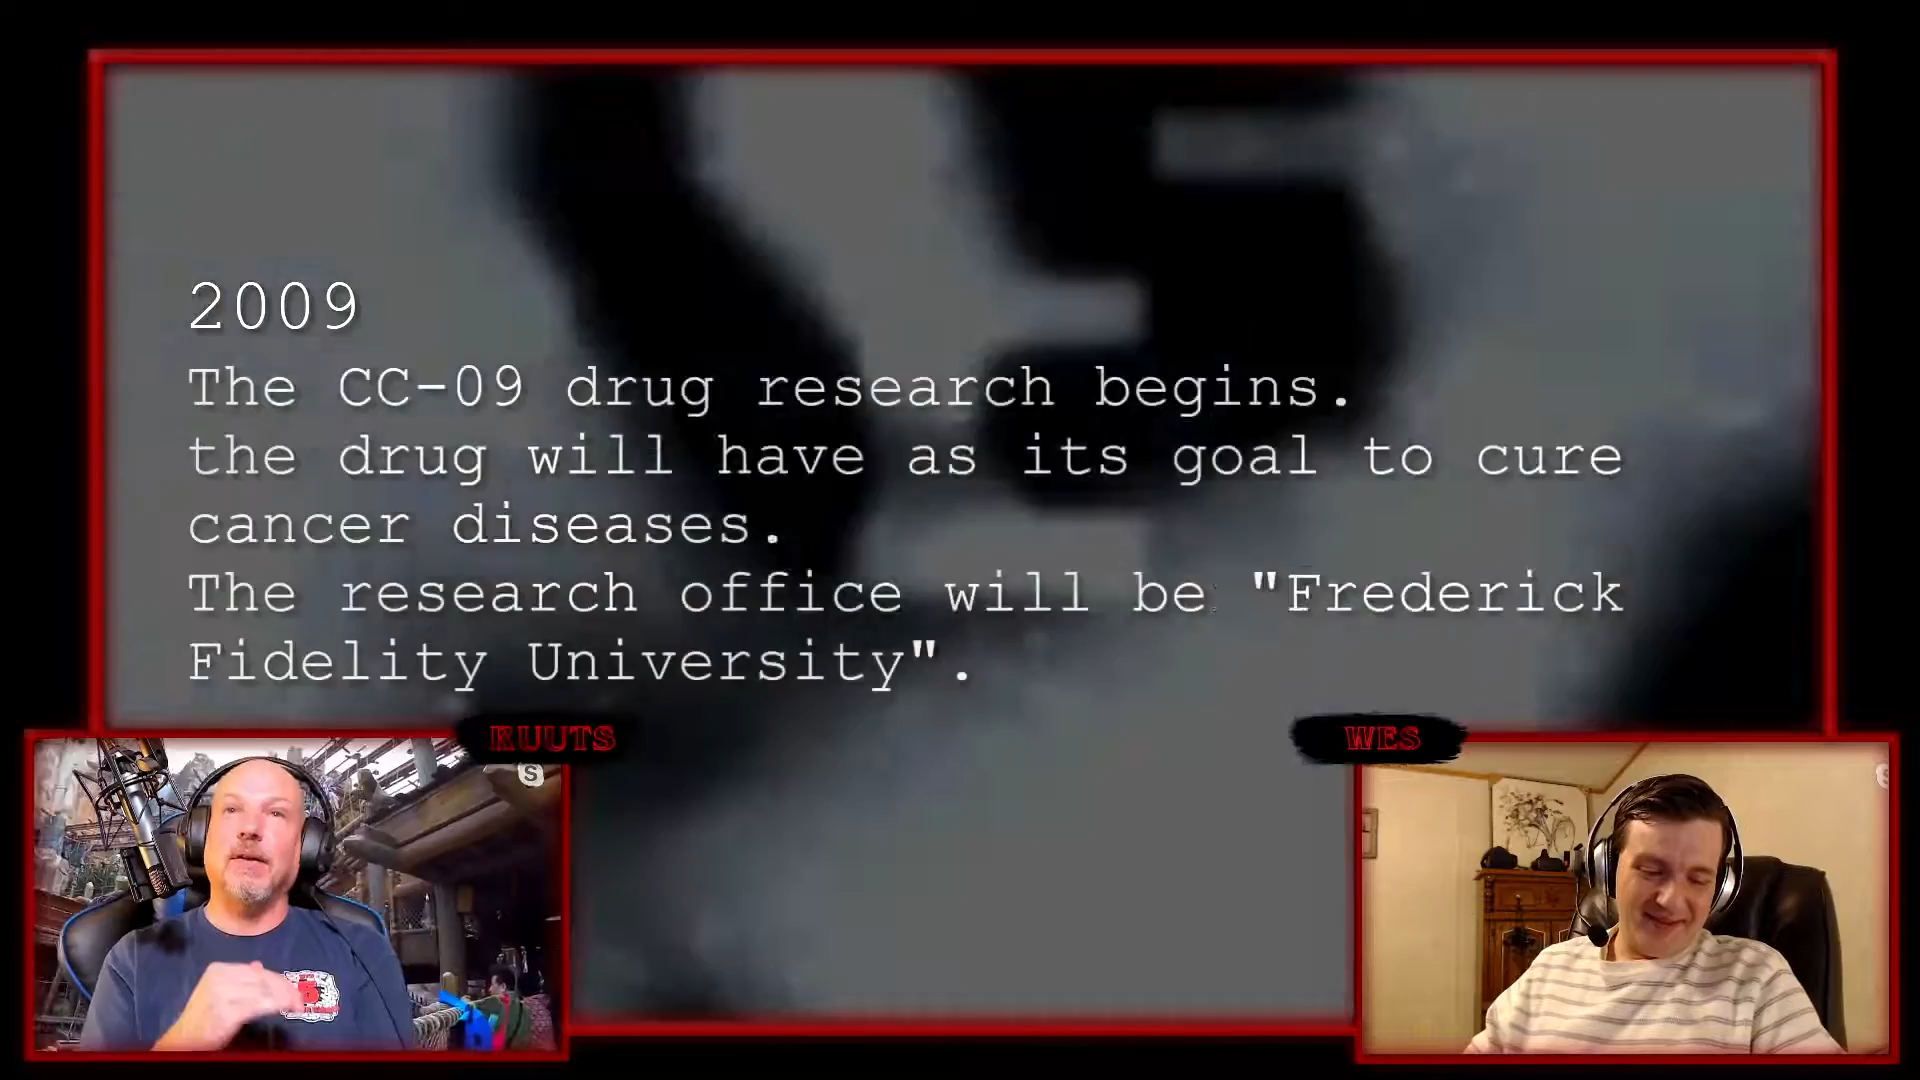 2009
The CC-09 drug research begins.
the drug will have as its goal to cure
cancer diseases.
The research office will be "Frederick
Fidelity University".
RUUTS
WES